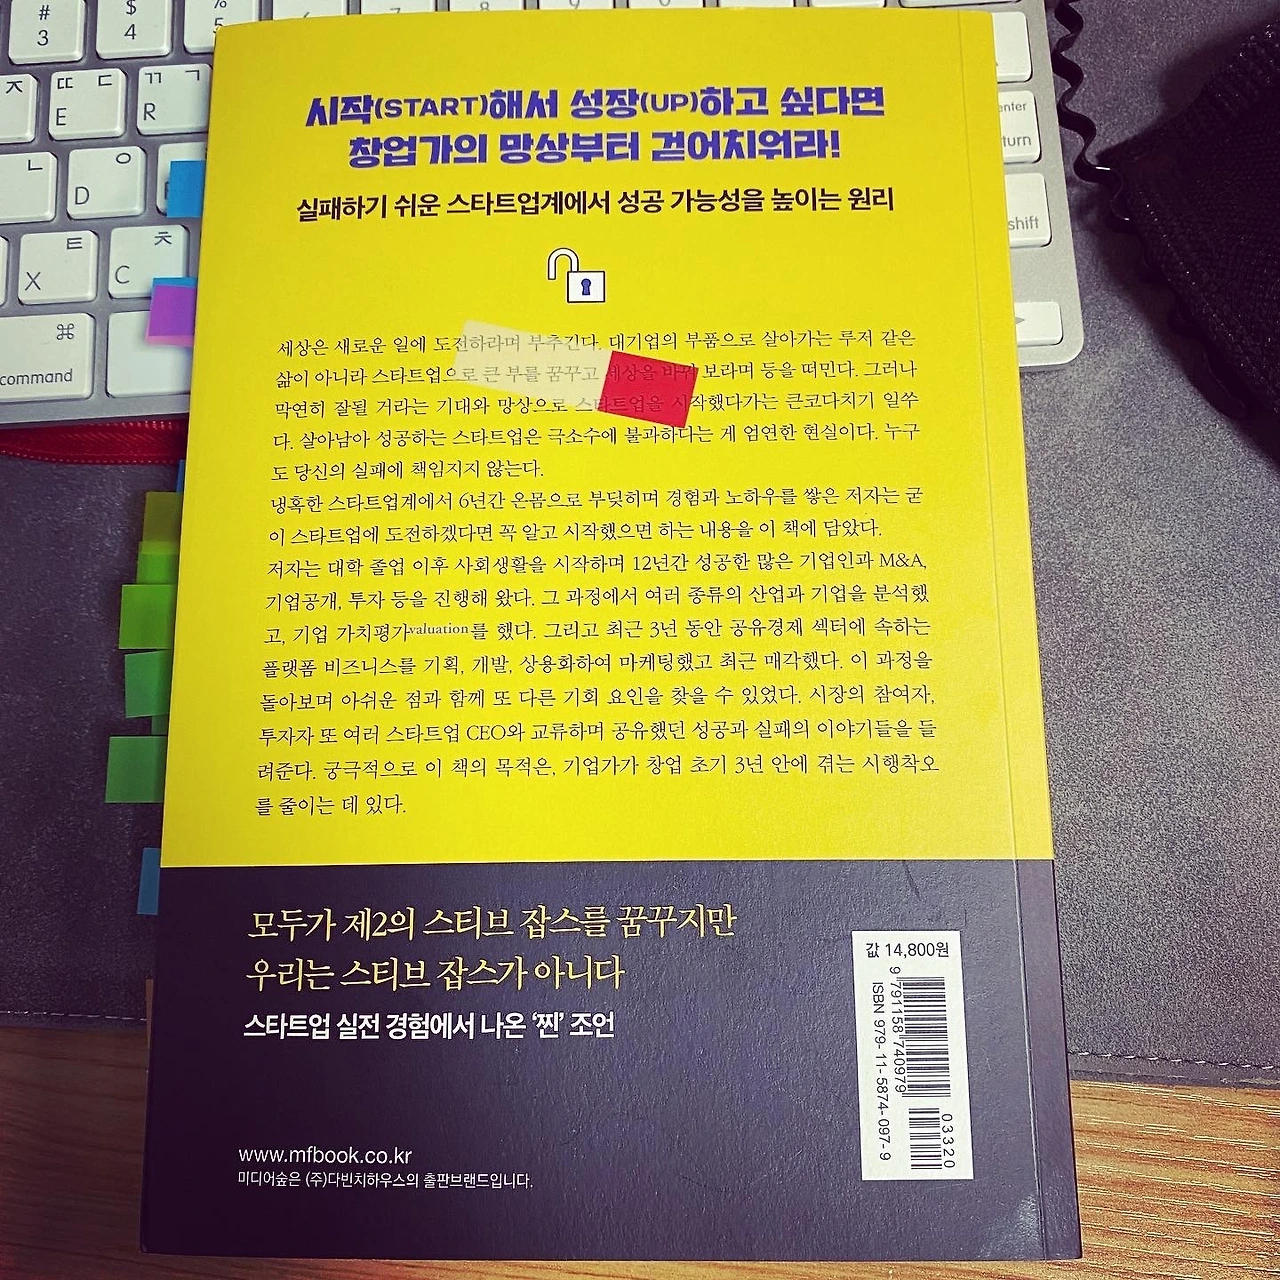 # 3
$ 4
% 5
6
7
8
9
0
ㅈ
ㄸ ㄷ
E
ㄲ ㄱ
R
ㄴ
ㅇ
D
ㅌ
X
ㅊ
C
⌘
command
enter
return
shift
시작(START)해서 성장(UP)하고 싶다면
창업가의 망상부터 걷어치워라!
실패하기 쉬운 스타트업계에서 성공 가능성을 높이는 원리
세상은 새로운 일에 도전하라며 부추긴다. 대기업의 부품으로 살아가는 루저 같은
삶이 아니라 스타트업으로 큰 부를 꿈꾸고 세상을 바꿔 보라며 등을 떠민다. 그러나
막연히 잘될 거라는 기대와 망상으로 스타트업을 시작했다가는 큰코다치기 일쑤
다. 살아남아 성공하는 스타트업은 극소수에 불과하다는 게 엄연한 현실이다. 누구
도 당신의 실패에 책임지지 않는다.
냉혹한 스타트업계에서 6년간 온몸으로 부딪히며 경험과 노하우를 쌓은 저자는 굳
이 스타트업에 도전하겠다면 꼭 알고 시작했으면 하는 내용을 이 책에 담았다.
저자는 대학 졸업 이후 사회생활을 시작하며 12년간 성공한 많은 기업인과 M&A,
기업공개, 투자 등을 진행해 왔다. 그 과정에서 여러 종류의 산업과 기업을 분석했
고, 기업 가치평가valuation를 했다. 그리고 최근 3년 동안 공유경제 섹터에 속하는
플랫폼 비즈니스를 기획, 개발, 상용화하여 마케팅했고 최근 매각했다. 이 과정을
돌아보며 아쉬운 점과 함께 또 다른 기회 요인을 찾을 수 있었다. 시장의 참여자,
투자자 또 여러 스타트업 CEO와 교류하며 공유했던 성공과 실패의 이야기들을 들
려준다. 궁극적으로 이 책의 목적은, 기업가가 창업 초기 3년 안에 겪는 시행착오
를 줄이는 데 있다.
모두가 제2의 스티브 잡스를 꿈꾸지만
우리는 스티브 잡스가 아니다
스타트업 실전 경험에서 나온 ‘찐’ 조언
값 14,800원
9 791158 740979
ISBN 979-11-5874-097-9
03320
www.mfbook.co.kr
미디어숲은 (주)다빈치하우스의 출판브랜드입니다.